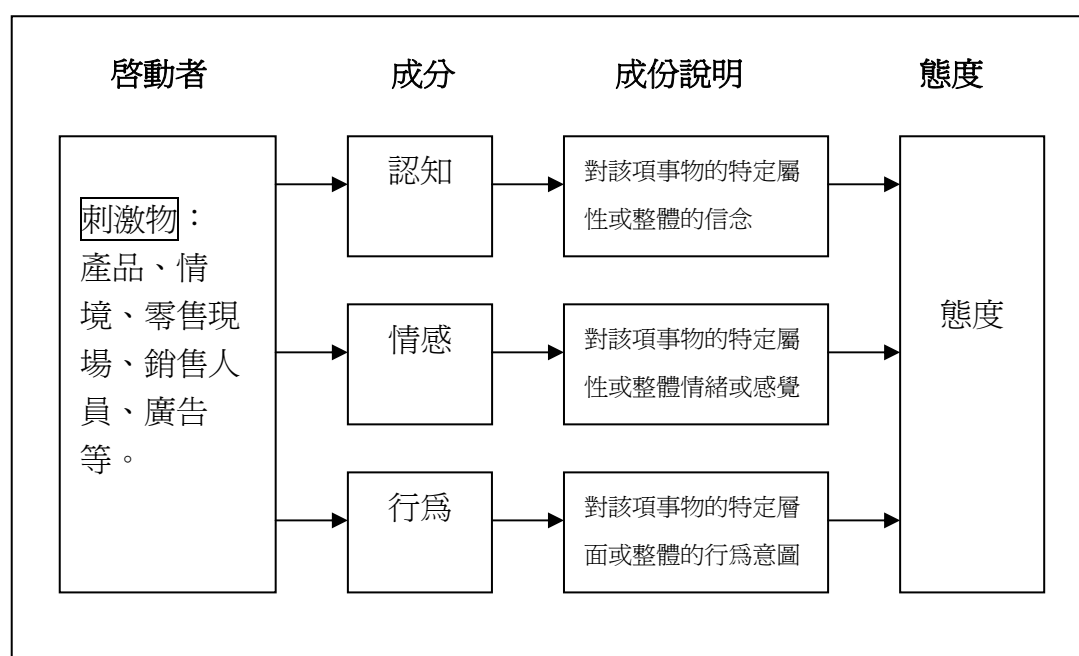 啓動者 成分 成份說明 態度
刺激物：
產品、情
境、零售現
場、銷售人
員、廣告
等。
認知
對該項事物的特定屬
性或整體的信念
情感
對該項事物的特定屬
性或整體情緒或感覺
行爲
對該項事物的特定層
面或整體的行爲意圖
態度